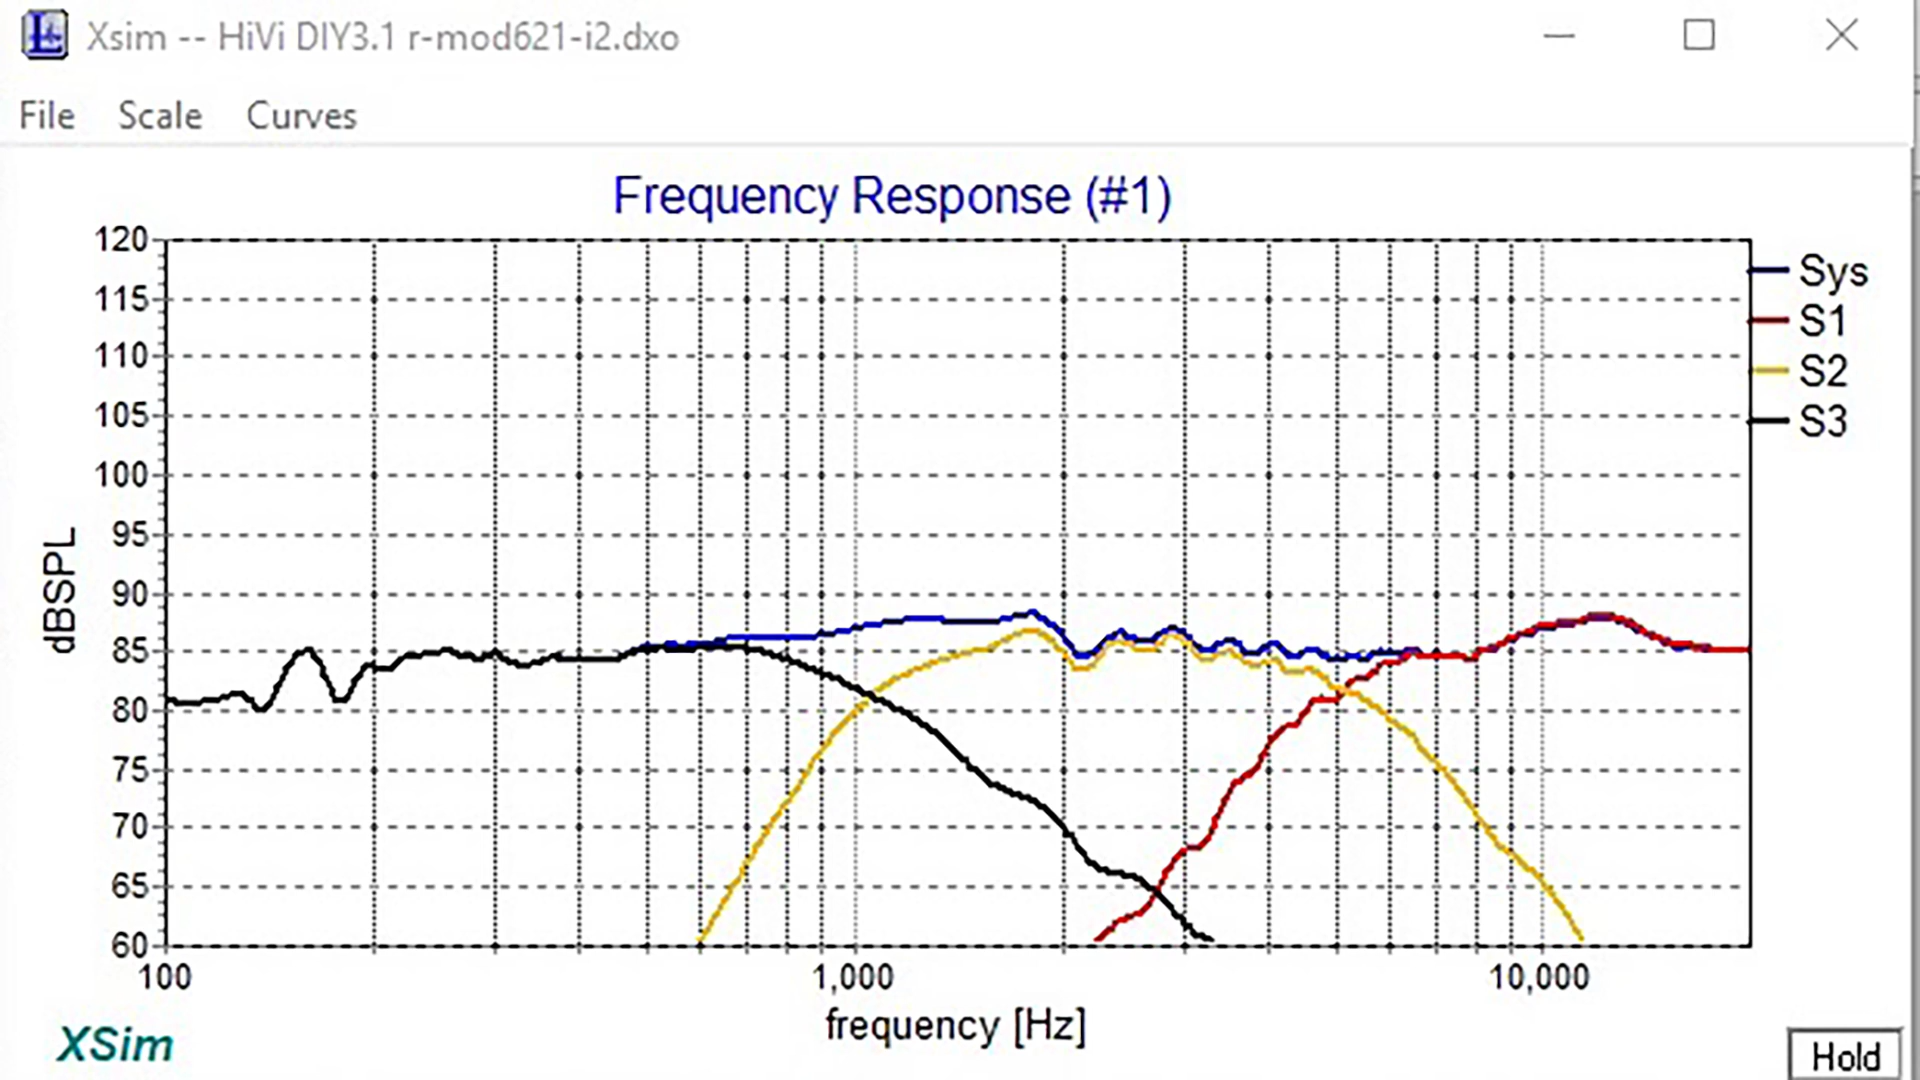 Xsim -- HiVi DIY3.1 r-mod621-i2.dxo
File Scale Curves
Frequency Response (#1)
120
115
110
105
100
95
90
85
80
75
70
65
60
dBSPL
100 1,000 10,000
frequency [Hz]
Sys
S1
S2
S3
XSim
Hold